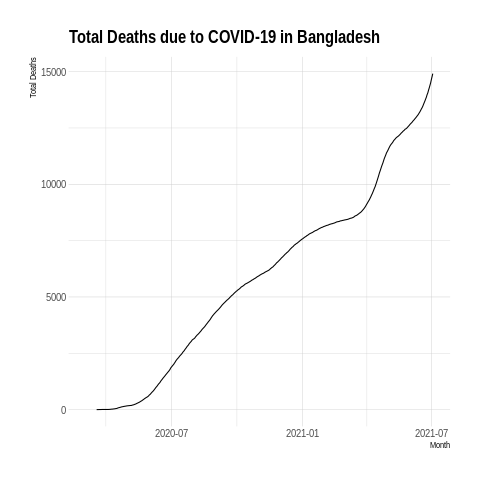 Total Deaths due to COVID-19 in Bangladesh
Total Deaths
15000
10000
5000
0
2020-07
2021-01
2021-07
Month